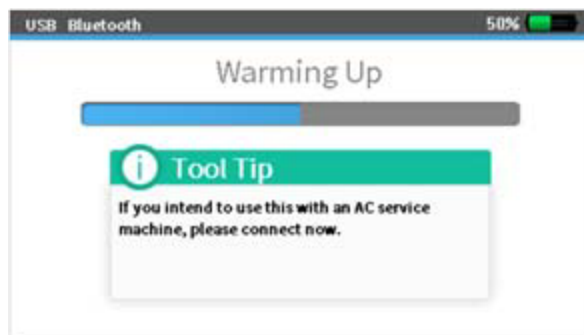 USB Bluetooth
50%
Warming Up
i Tool Tip
If you intend to use this with an AC service
machine, please connect now.